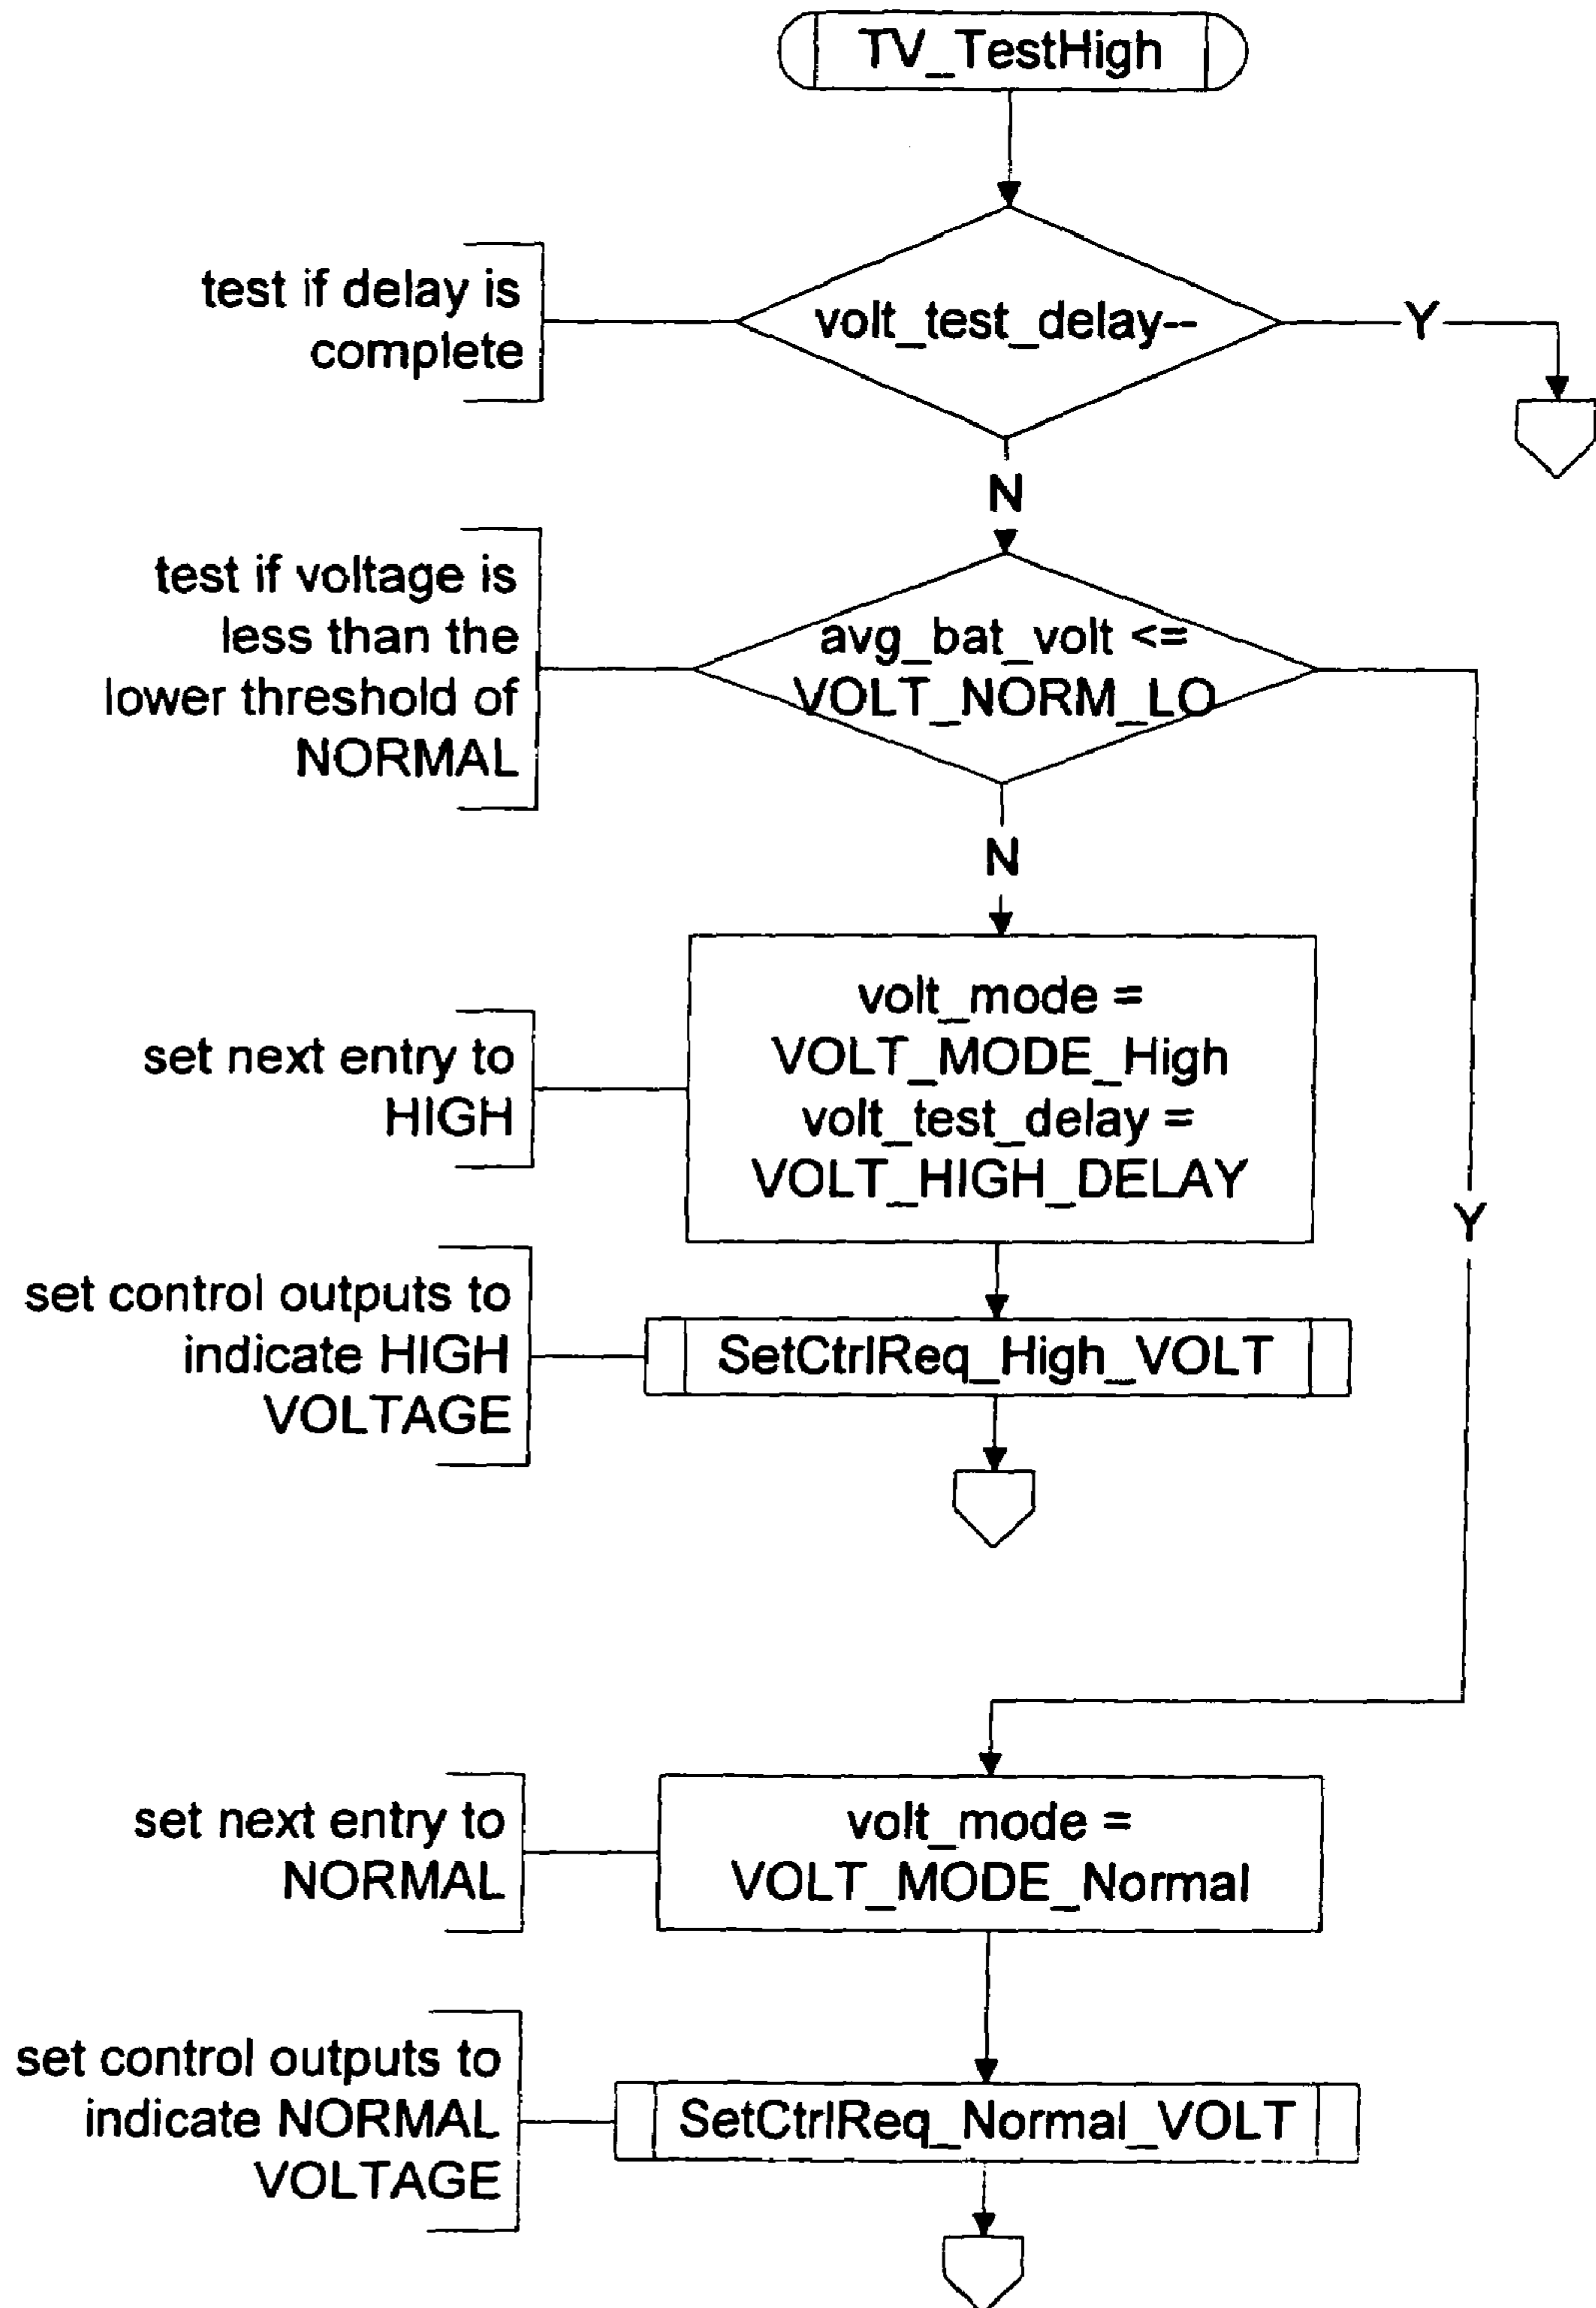 TV_TestHigh
test if delay is
complete
volt_test_delay--
Y
N
test if voltage is
less than the
lower threshold of
NORMAL
avg_bat_volt <=
VOLT_NORM_LO
N
set next entry to
HIGH
volt_mode =
VOLT_MODE_High
volt_test_delay =
VOLT_HIGH_DELAY
Y
set control outputs to
indicate HIGH
VOLTAGE
SetCtrlReq_High_VOLT
set next entry to
NORMAL
volt_mode =
VOLT_MODE_Normal
set control outputs to
indicate NORMAL
VOLTAGE
SetCtrlReq_Normal_VOLT